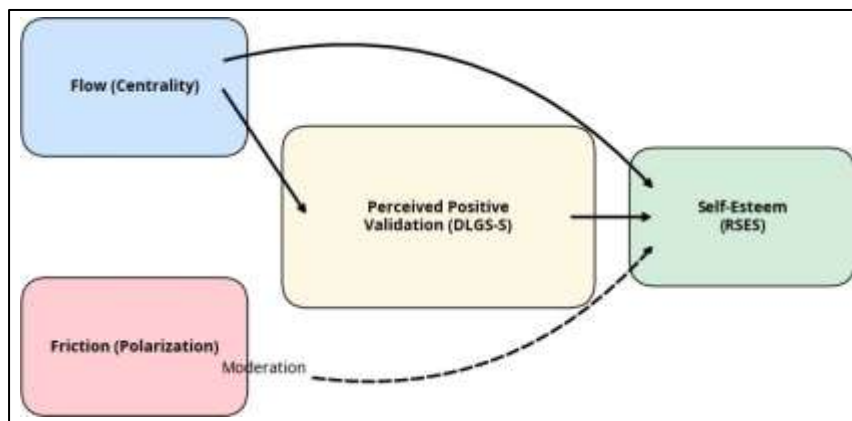 Flow (Centrality)
Perceived Positive
Validation (DLGS-S)
Self-Esteem
(RSES)
Friction (Polarization)
Moderation